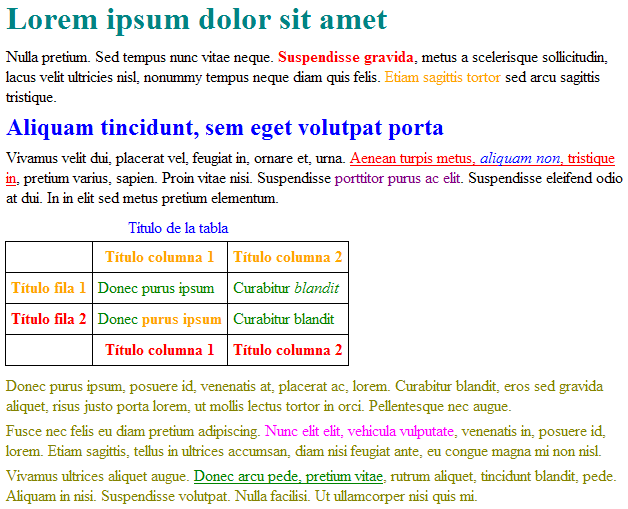 Lorem ipsum dolor sit amet
Nulla pretium. Sed tempus nunc vitae neque. Suspendisse gravida, metus a scelerisque sollicitudin,
lacus velit ultricies nisl, nonummy tempus neque diam quis felis. Etiam sagittis tortor sed arcu sagittis
tristique.
Aliquam tincidunt, sem eget volutpat porta
Vivamus velit dui, placerat vel, feugiat in, ornare et, urna. Aenean turpis metus, aliquam non, tristique
in, pretium varius, sapien. Proin vitae nisi. Suspendisse porttitor purus ac elit. Suspendisse eleifend odio
at dui. In in elit sed metus pretium elementum.
Título de la tabla
Título columna 1 Título columna 2
Título fila 1 Donec purus ipsum Curabitur blandit
Título fila 2 Donec purus ipsum Curabitur blandit
Título columna 1 Título columna 2
Donec purus ipsum, posuere id, venenatis at, placerat ac, lorem. Curabitur blandit, eros sed gravida
aliquet, risus justo porta lorem, ut mollis lectus tortor in orci. Pellentesque nec augue.
Fusce nec felis eu diam pretium adipiscing. Nunc elit elit, vehicula vulputate, venenatis in, posuere id,
lorem. Etiam sagittis, tellus in ultrices accumsan, diam nisi feugiat ante, eu congue magna mi non nisl.
Vivamus ultrices aliquet augue. Donec arcu pede, pretium vitae, rutrum aliquet, tincidunt blandit, pede.
Aliquam in nisi. Suspendisse volutpat. Nulla facilisi. Ut ullamcorper nisi quis mi.